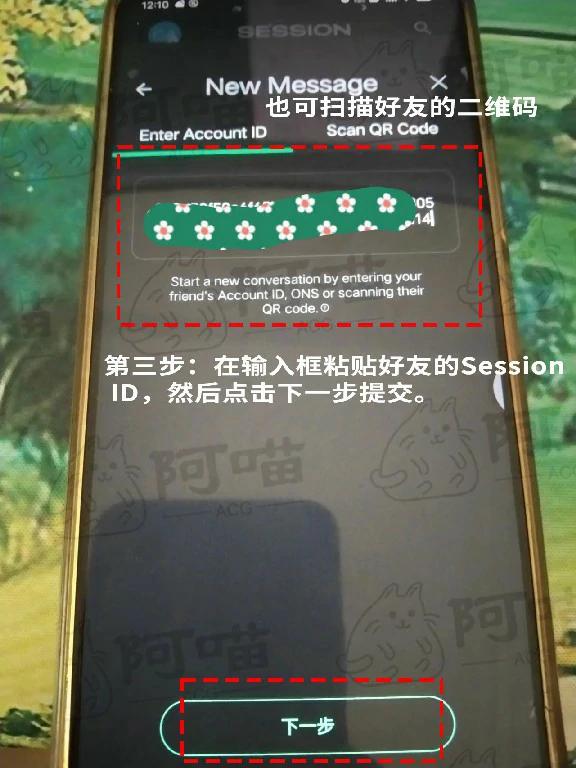 12:10
SESSION
New Message
也可扫描好友的二维码
Enter Account ID
Scan QR Code
05
14
Start a new conversation by entering your
friend's Account ID, ONS or scanning their
QR code.
第三步：在输入框粘贴好友的Session
ID，然后点击下一步提交。
阿喵
ACG
阿喵
ACG
阿喵
ACG
下一步